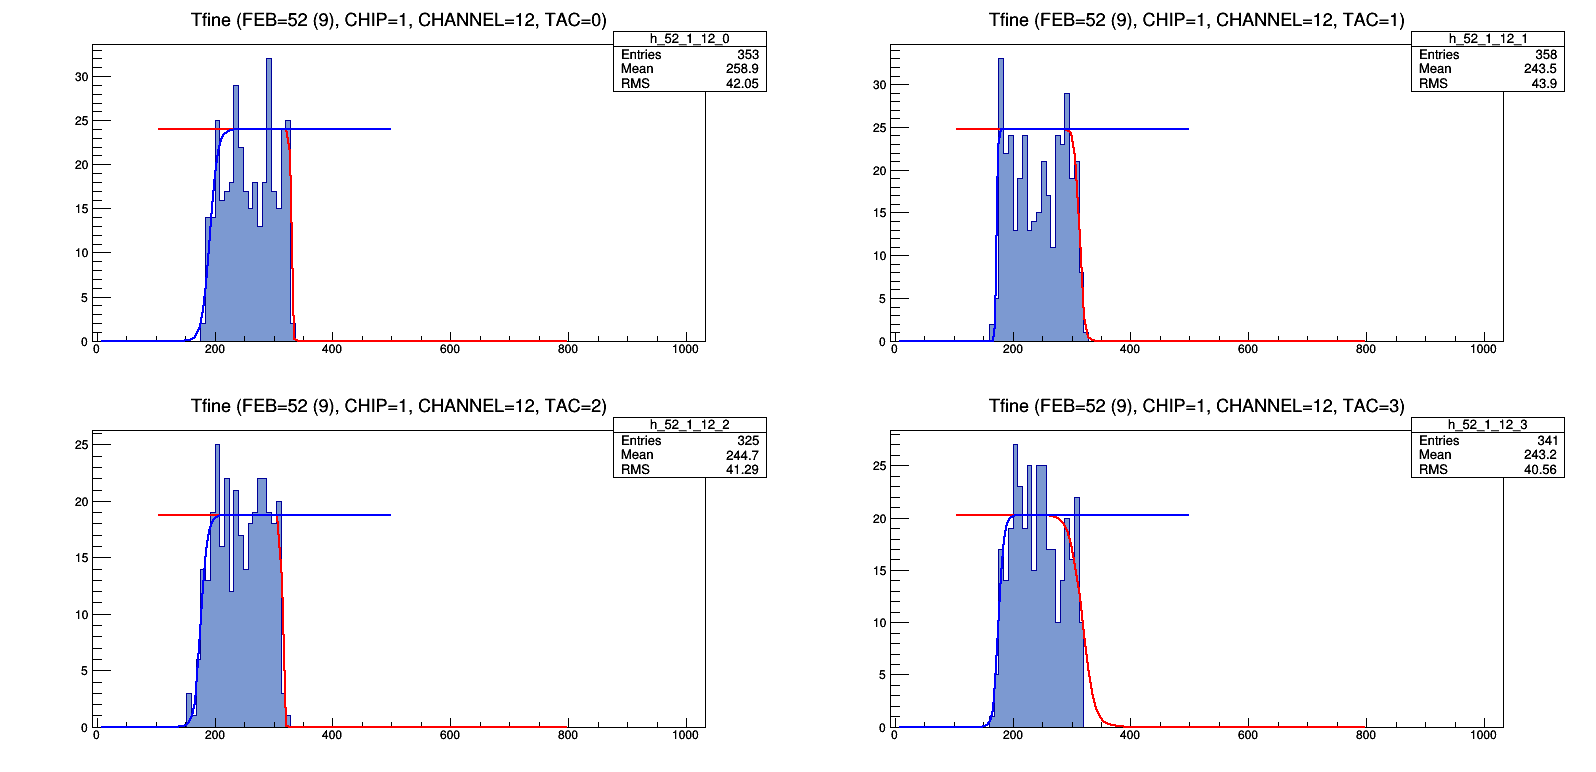 Tfine (FEB=52 (9), CHIP=1, CHANNEL=12, TAC=0)
h_52_1_12_0
Entries 353
Mean 258.9
RMS 42.05
30
25
20
15
10
5
0
0 200 400 600 800 1000
Tfine (FEB=52 (9), CHIP=1, CHANNEL=12, TAC=1)
h_52_1_12_1
Entries 358
Mean 243.5
RMS 43.9
30
25
20
15
10
5
0
0 200 400 600 800 1000
Tfine (FEB=52 (9), CHIP=1, CHANNEL=12, TAC=2)
h_52_1_12_2
Entries 325
Mean 244.7
RMS 41.29
25
20
15
10
5
0
0 200 400 600 800 1000
Tfine (FEB=52 (9), CHIP=1, CHANNEL=12, TAC=3)
h_52_1_12_3
Entries 341
Mean 243.2
RMS 40.56
25
20
15
10
5
0
0 200 400 600 800 1000